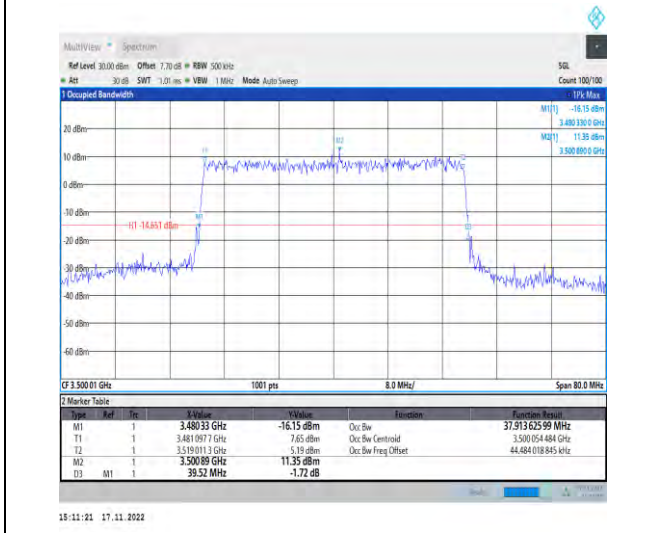 MultiView Spectrum
Ref Level 30.00 dBm Offset 7.70 dB RBW 500 kHz SGL
Att 30 dB SWT 1.01 ms VBW 1 MHz Mode Auto Sweep Count 100/100
1 Occupied Bandwidth 1Pk Max
M1[1] -16.15 dBm
3.480 330 0 GHz
M2[1] 11.35 dBm
3.500 890 0 GHz
20 dBm
M2
T1
10 dBm
0 dBm
-10 dBm
M1
H1 -14.651 dBm
D3
-20 dBm
-30 dBm
-40 dBm
-50 dBm
-60 dBm
CF 3.500 01 GHz 1001 pts 8.0 MHz/ Span 80.0 MHz
2 Marker Table
Type Ref Trc X-Value Y-Value Function Function Result
M1 1 3.48033 GHz -16.15 dBm Occ Bw 37.913 625 99 MHz
T1 1 3.481 097 7 GHz 7.65 dBm Occ Bw Centroid 3.500 054 484 GHz
T2 1 3.519 011 3 GHz 5.19 dBm Occ Bw Freq Offset 44.484 018 845 kHz
M2 1 3.50089 GHz 11.35 dBm
D3 M1 1 39.52 MHz -1.72 dB
15:11:21 17.11.2022